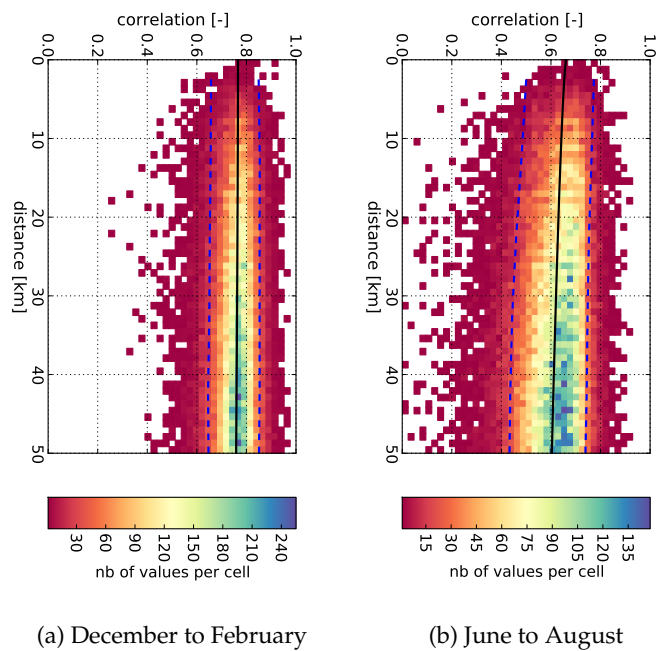 correlation [-]
0.0 0.2 0.4 0.6 0.8 1.0
0 10 20 30 40 50
distance [km]
30 60 90 120 150 180 210 240
nb of values per cell
(a) December to February
correlation [-]
0.0 0.2 0.4 0.6 0.8 1.0
0 10 20 30 40 50
distance [km]
15 30 45 60 75 90 105 120 135
nb of values per cell
(b) June to August